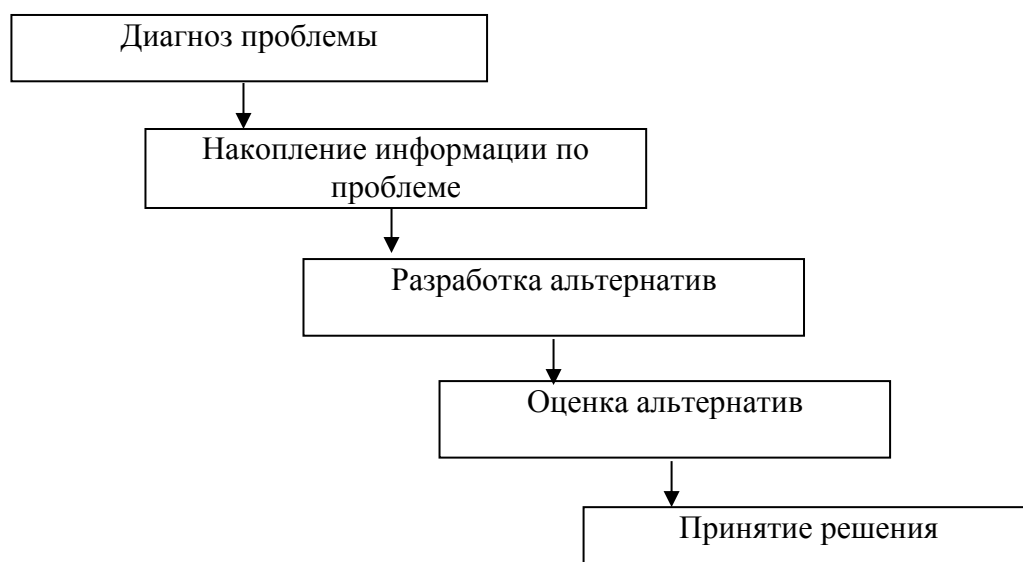 Диагноз проблемы
Накопление информации по
проблеме
Разработка альтернатив
Оценка альтернатив
Принятие решения